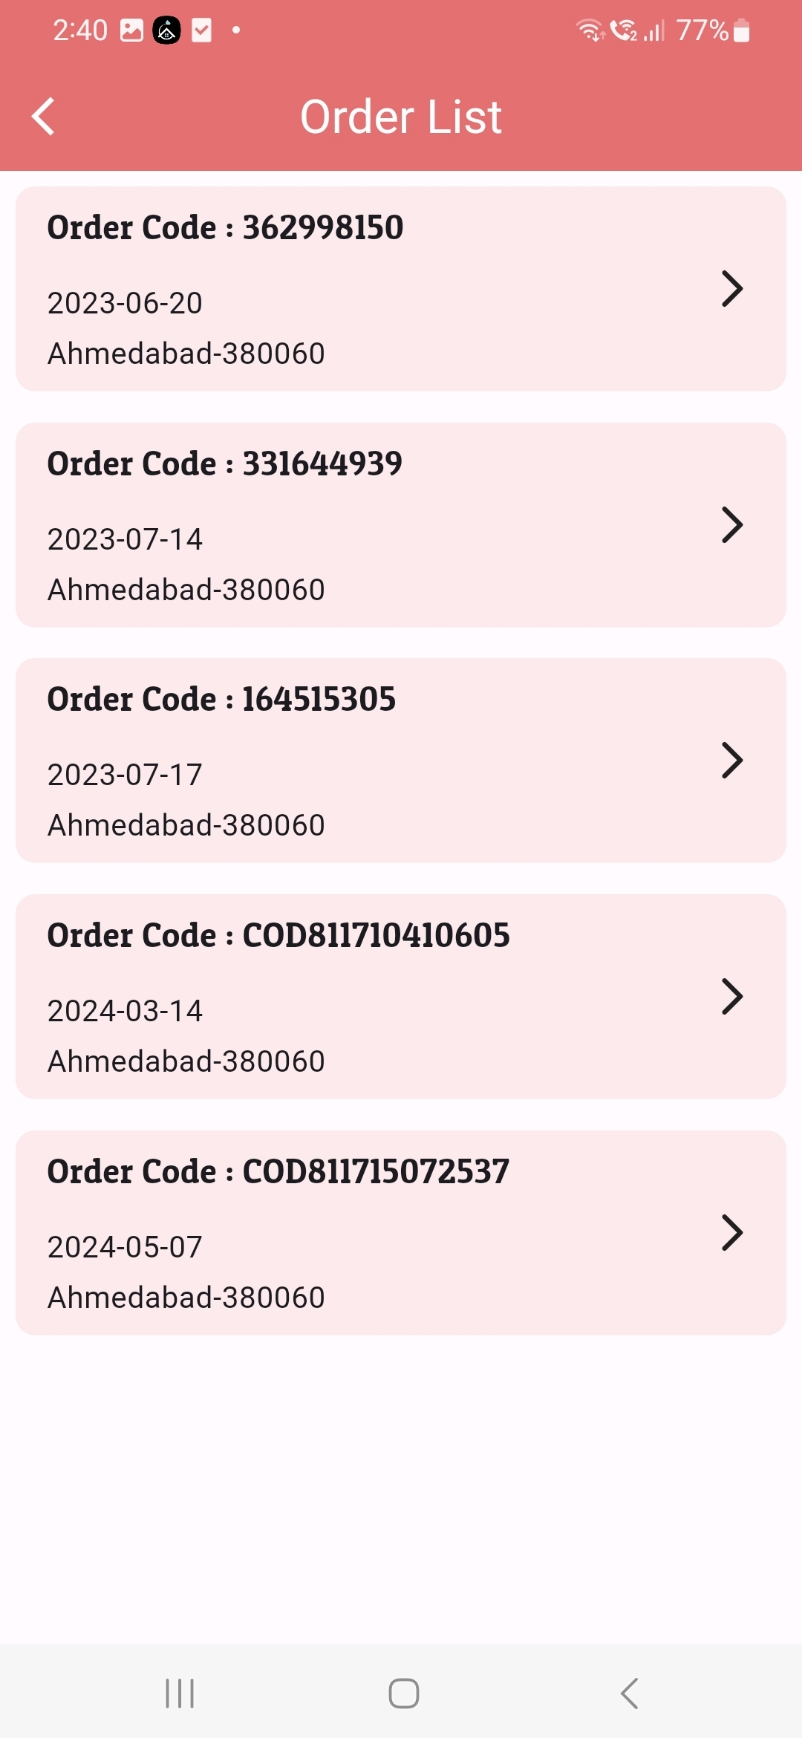 2:40
77%
Order List
Order Code : 362998150
2023-06-20
Ahmedabad-380060
Order Code : 331644939
2023-07-14
Ahmedabad-380060
Order Code : 164515305
2023-07-17
Ahmedabad-380060
Order Code : COD811710410605
2024-03-14
Ahmedabad-380060
Order Code : COD811715072537
2024-05-07
Ahmedabad-380060